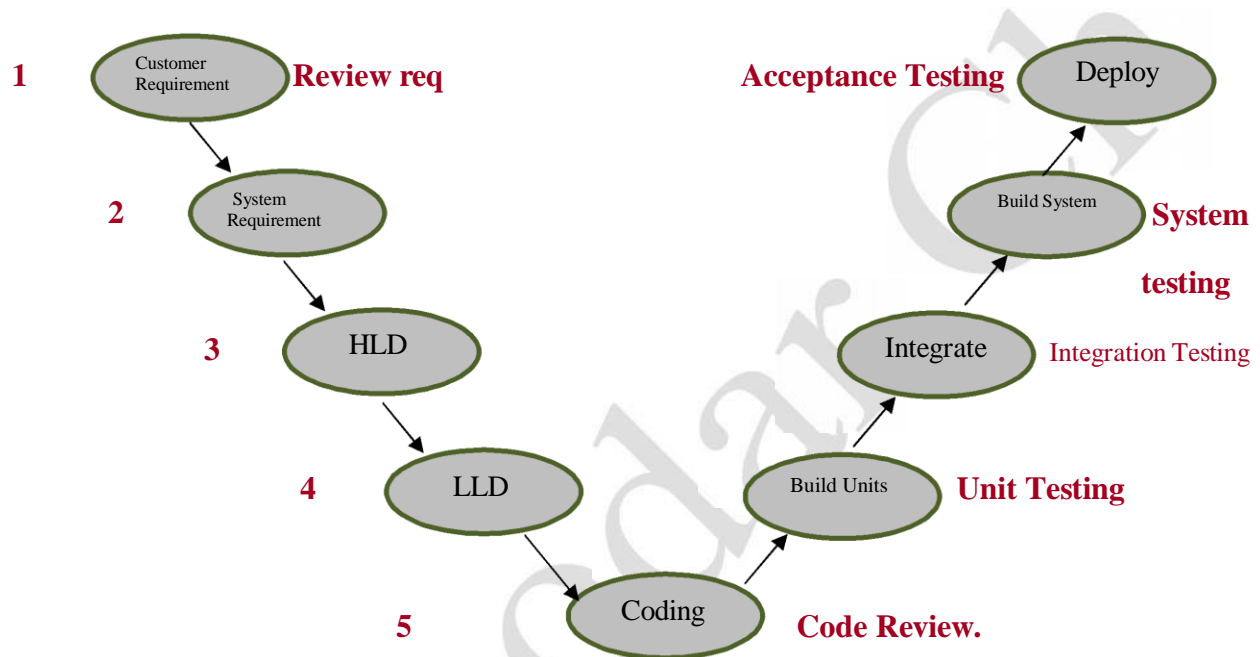 1
Customer
Requirement
Review req
Acceptance Testing
Deploy
2
System
Requirement
Build System
System
testing
3
HLD
Integrate
Integration Testing
4
LLD
Build Units
Unit Testing
5
Coding
Code Review.